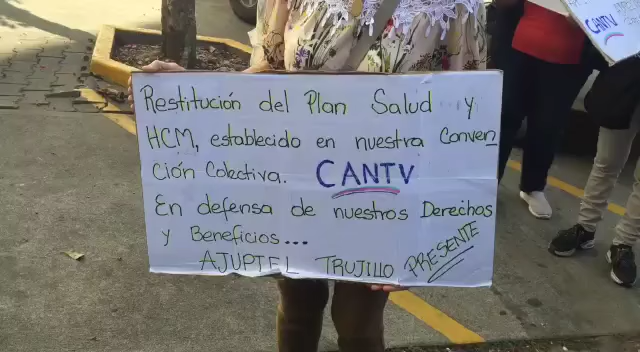 Restitución del Plan Salud y
HCM, establecido en nuestra Conven
ción Colectiva. CANTV
En defensa de nuestros Derechos
y Beneficios...
AJUPTEL TRUJILLO PRESENTE
CANTV